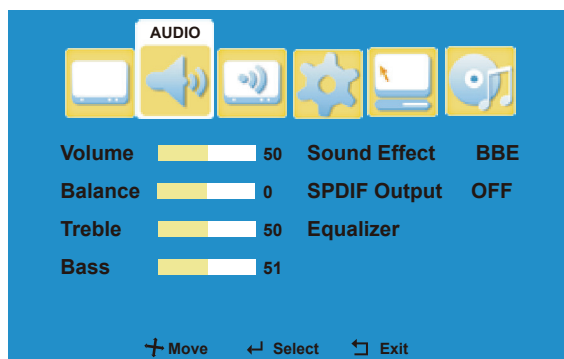 AUDIO
Volume 50 Sound Effect BBE
Balance 0 SPDIF Output OFF
Treble 50 Equalizer
Bass 51
Move Select Exit